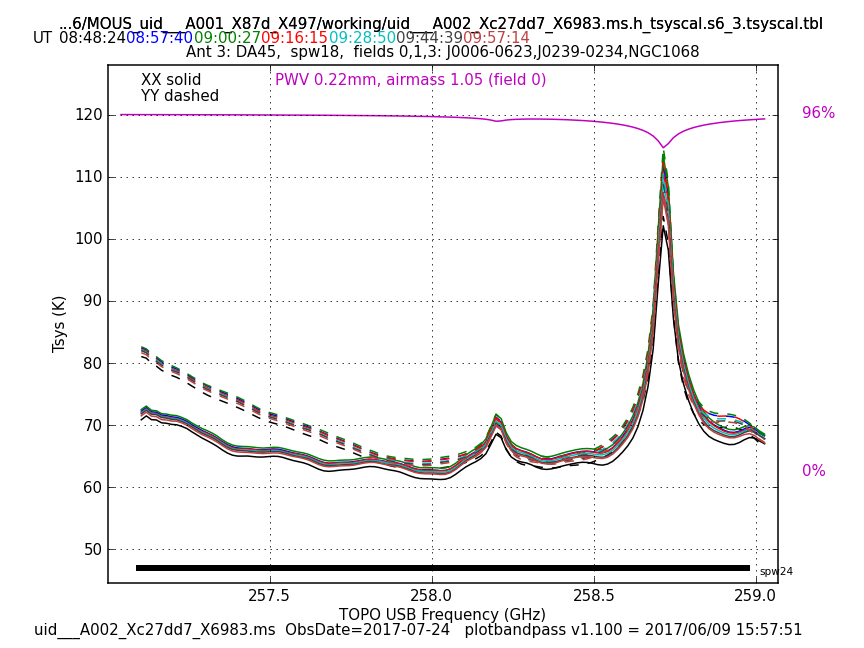 ...6/MOUS_uid___A001_X87d_X497/working/uid___A002_Xc27dd7_X6983.ms.h_tsyscal.s6_3.tsyscal.tbl
UT 08:48:24 08:57:40 09:00:27 09:16:15 09:28:50 09:44:39 09:57:14
Ant 3: DA45,  spw18,  fields 0,1,3: J0006-0623,J0239-0234,NGC1068
XX solid
PWV 0.22mm, airmass 1.05 (field 0)
YY dashed
96%
120
110
100
90
80
70
60
50
Tsys (K)
0%
spw24
257.5
258.0
258.5
259.0
TOPO USB Frequency (GHz)
uid___A002_Xc27dd7_X6983.ms  ObsDate=2017-07-24   plotbandpass v1.100 = 2017/06/09 15:57:51